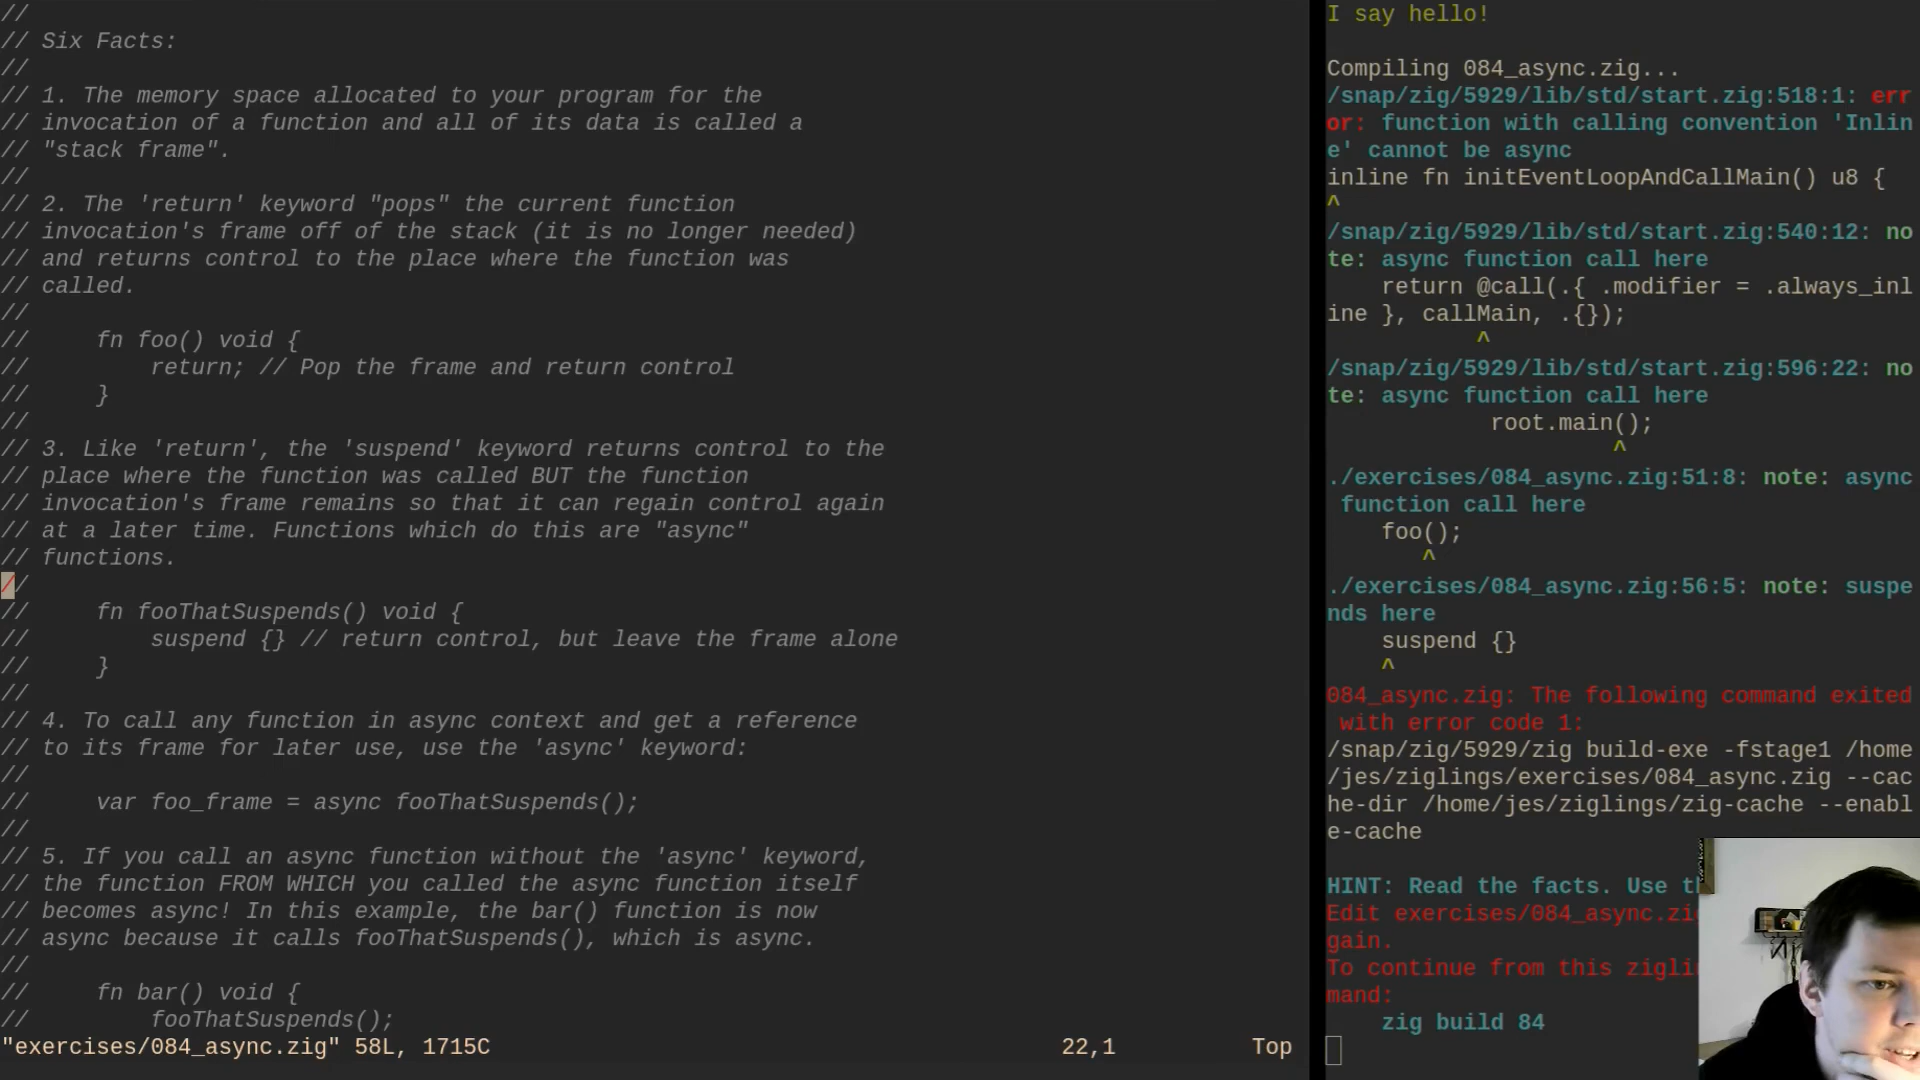 //
// Six Facts:
//
// 1. The memory space allocated to your program for the
// invocation of a function and all of its data is called a
// "stack frame".
//
// 2. The 'return' keyword "pops" the current function
// invocation's frame off of the stack (it is no longer needed)
// and returns control to the place where the function was
// called.
//
//     fn foo() void {
//         return; // Pop the frame and return control
//     }
//
// 3. Like 'return', the 'suspend' keyword returns control to the
// place where the function was called BUT the function
// invocation's frame remains so that it can regain control again
// at a later time. Functions which do this are "async"
// functions.
//
//     fn fooThatSuspends() void {
//         suspend {} // return control, but leave the frame alone
//     }
//
// 4. To call any function in async context and get a reference
// to its frame for later use, use the 'async' keyword:
//
//     var foo_frame = async fooThatSuspends();
//
// 5. If you call an async function without the 'async' keyword,
// the function FROM WHICH you called the async function itself
// becomes async! In this example, the bar() function is now
// async because it calls fooThatSuspends(), which is async.
//
//     fn bar() void {
//         fooThatSuspends();
"exercises/084_async.zig" 58L, 1715C 22,1 Top
I say hello!
Compiling 084_async.zig...
/snap/zig/5929/lib/std/start.zig:518:1: err
or: function with calling convention 'Inlin
e' cannot be async
inline fn initEventLoopAndCallMain() u8 {
^
/snap/zig/5929/lib/std/start.zig:540:12: no
te: async function call here
    return @call(.{ .modifier = .always_inl
ine }, callMain, .{});
           ^
/snap/zig/5929/lib/std/start.zig:596:22: no
te: async function call here
            root.main();
                     ^
./exercises/084_async.zig:51:8: note: async
 function call here
    foo();
       ^
./exercises/084_async.zig:56:5: note: suspe
nds here
    suspend {}
    ^
084_async.zig: The following command exited
 with error code 1:
/snap/zig/5929/zig build-exe -fstage1 /home
/jes/ziglings/exercises/084_async.zig --cac
he-dir /home/jes/ziglings/zig-cache --enabl
e-cache
HINT: Read the facts. Use
Edit exercises/084_async.zi
gain.
To continue from this
mand:
    zig build 84